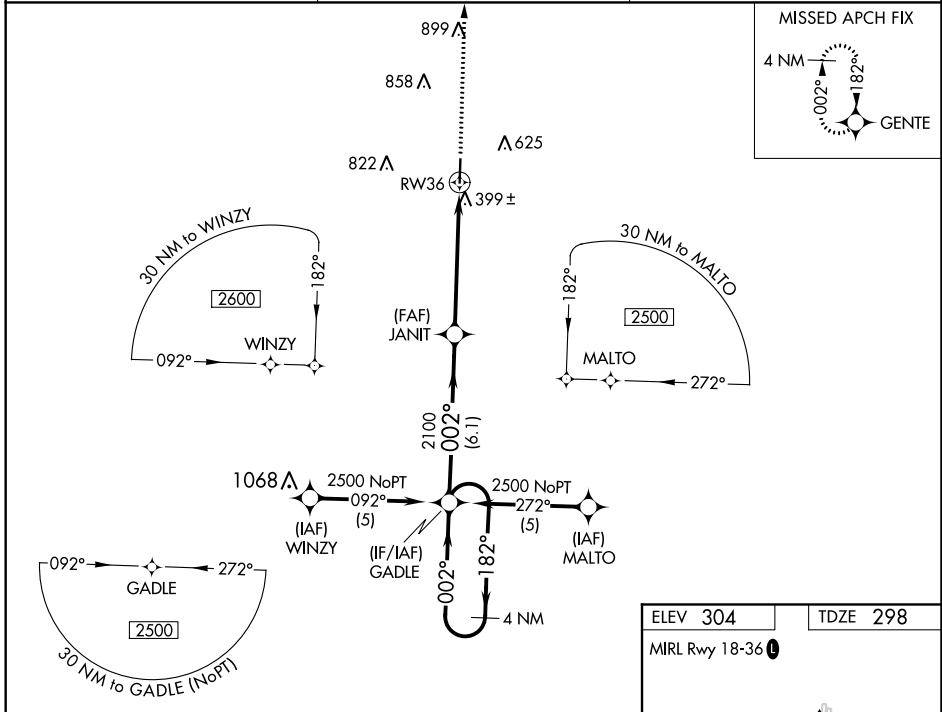 MISSED APCH FIX
4 NM
002°
182°
GENTE
899
858
625
822
RW36
399 ±
30 NM to WINZY
182°
2600
WINZY
092°
30 NM to MALTO
182°
2500
MALTO
272°
(FAF)
JANIT
2100
002°
(6.1)
1068
2500 NoPT
092°
(5)
(IAF)
WINZY
2500 NoPT
272°
(5)
(IAF)
MALTO
(IF/IAF)
GADLE
002°
182°
4 NM
092°
272°
GADLE
2500
30 NM to GADLE (NoPT)
ELEV 304
TDZE 298
MIRL Rwy 18-36 L